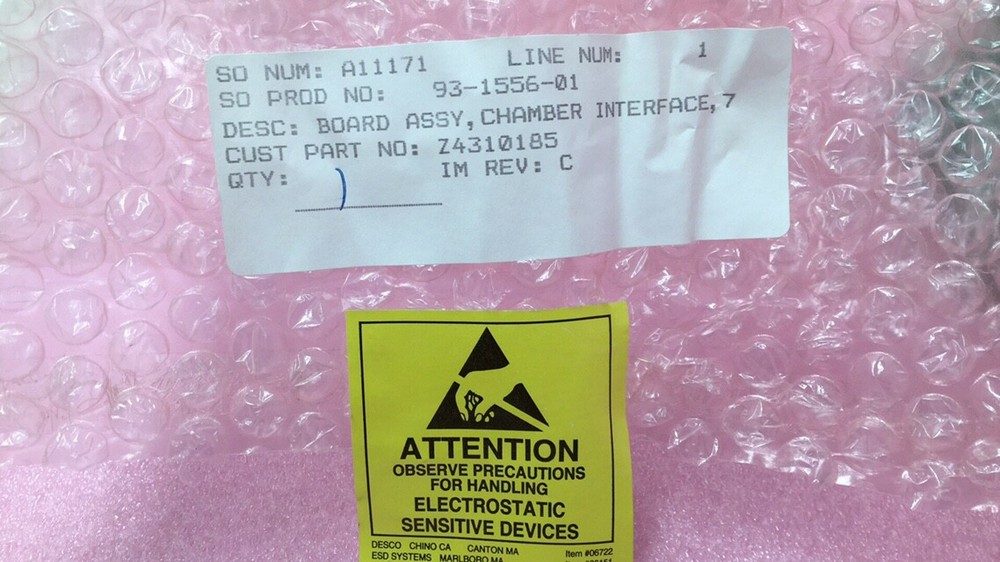 SO NUM: A11171 LINE NUM: 1
SO PROD NO: 93-1556-01
DESC: BOARD ASSY, CHAMBER INTERFACE, 7
CUST PART NO: Z4310185
QTY: ) IM REV: C
ATTENTION
OBSERVE PRECAUTIONS
FOR HANDLING
ELECTROSTATIC
SENSITIVE DEVICES
DESCO CHINO CA CANTON MA Item #06722
ESD SYSTEMS MARLBORO MA